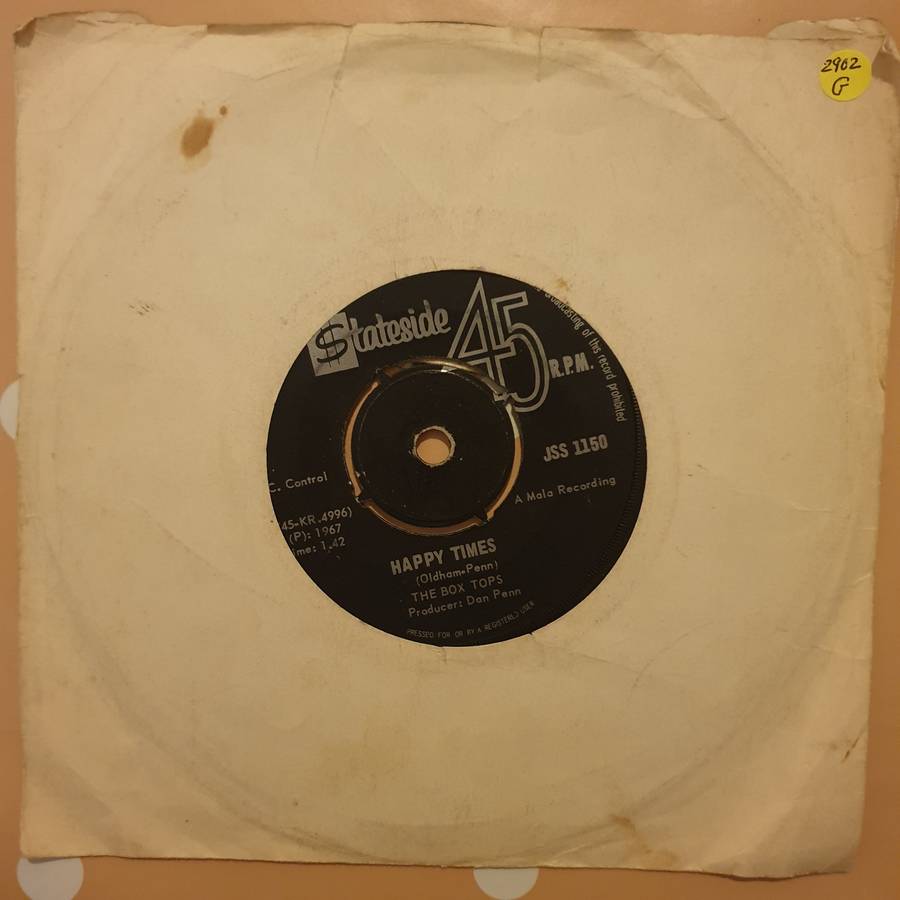 2902
G
Stateside 45 R.P.M.
broadcasting of this record prohibited
JSS 1150
C. Control
A Mala Recording
45-KR.4996)
(P): 1967
ime: 1.42
HAPPY TIMES
(Oldham-Penn)
THE BOX TOPS
Producer: Dan Penn
PRESSED FOR OR BY A REGISTERED USER